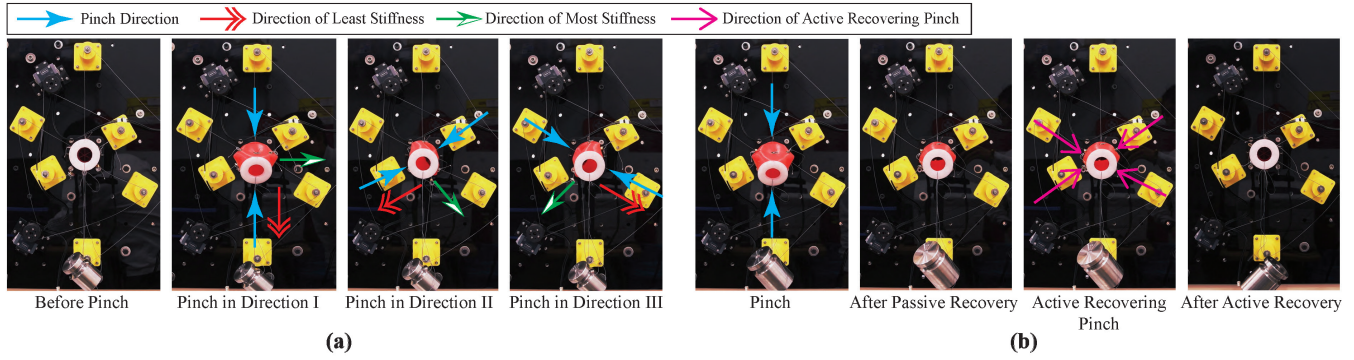 Pinch Direction
Direction of Least Stiffness
Direction of Most Stiffness
Direction of Active Recovering Pinch
Before Pinch
Pinch in Direction I
Pinch in Direction II
Pinch in Direction III
Pinch
After Passive Recovery
Active Recovering
Pinch
After Active Recovery
(a)
(b)